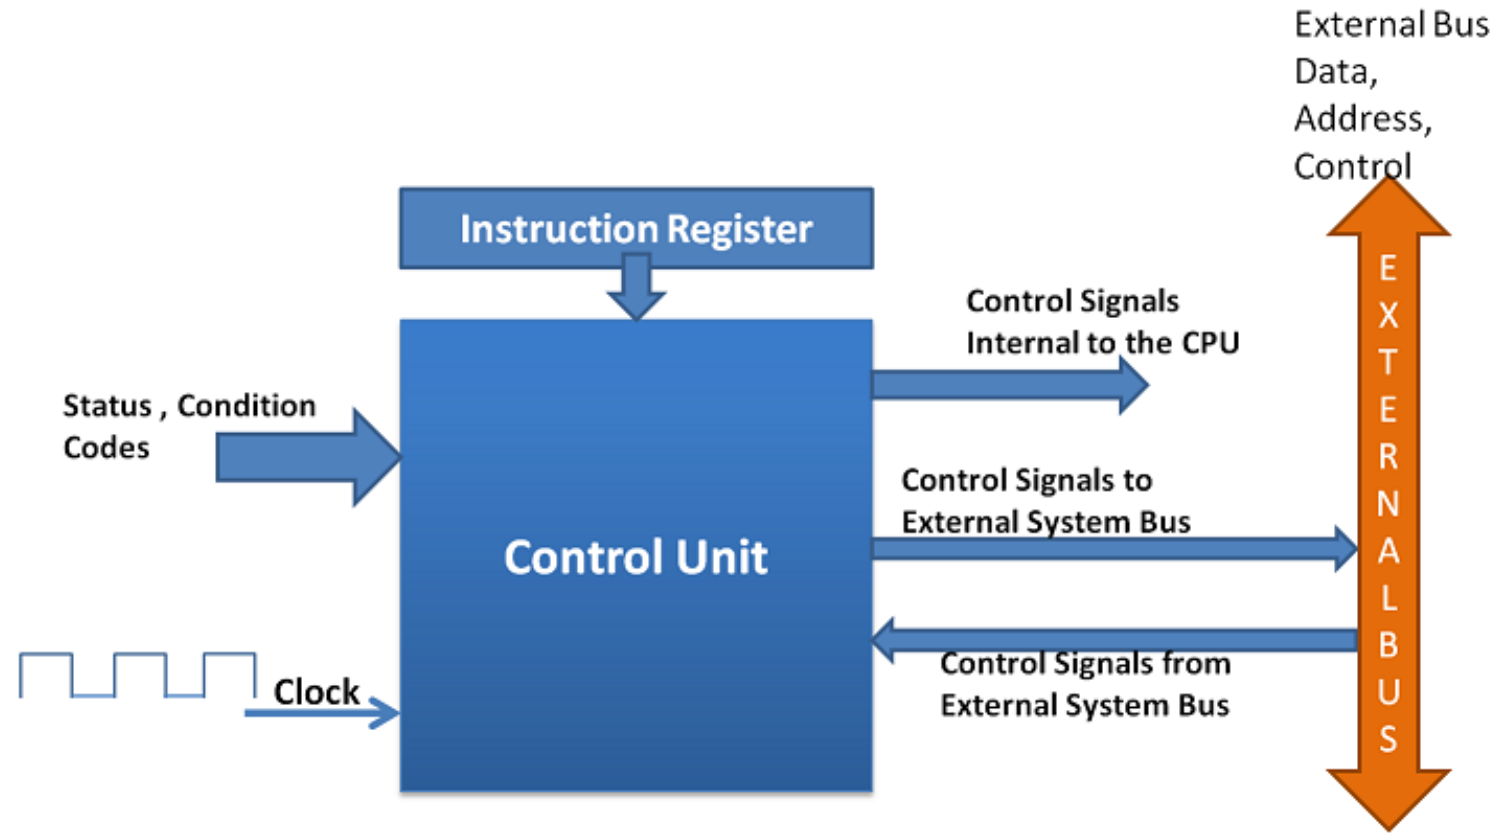 External Bus
Data,
Address,
Control
Instruction Register
Control Signals
Internal to the CPU
Status , Condition
Codes
Control Signals to
External System Bus
Control Unit
Control Signals from
External System Bus
Clock
E
X
T
E
R
N
A
L
B
U
S